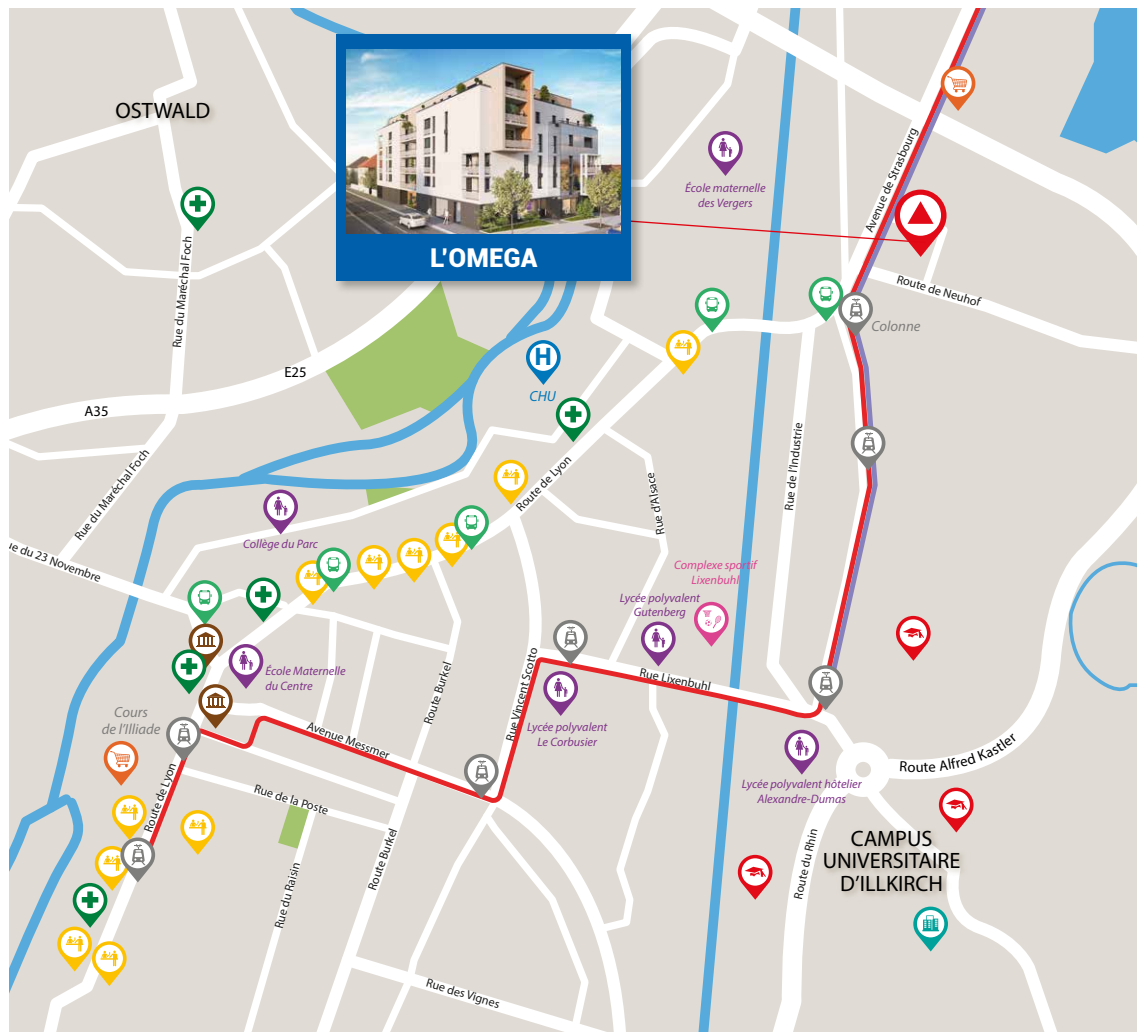 OSTWALD
L'OMEGA
École maternelle
des Vergers
Avenue de Strasbourg
Route de Neuhof
Colonne
Rue du Maréchal Foch
E25
A35
H
CHU
Rue du Maréchal Foch
Route de Lyon
Rue de l'Industrie
Rue d'Alsace
Collège du Parc
ue du 23 Novembre
Complexe sportif
Lixenbuhl
Lycée polyvalent
Gutenberg
École Maternelle
du Centre
Route Burkel
Rue Vincent Scotto
Rue Lixenbuhl
Cours
de l'Illiade
Avenue Messmer
Lycée polyvalent
Le Corbusier
Route de Lyon
Rue de la Poste
Lycée polyvalent hôtelier
Alexandre-Dumas
Route Alfred Kastler
Route Burkel
Rue du Raisin
Route du Rhin
CAMPUS
UNIVERSITAIRE
D'ILLKIRCH
Rue des Vignes